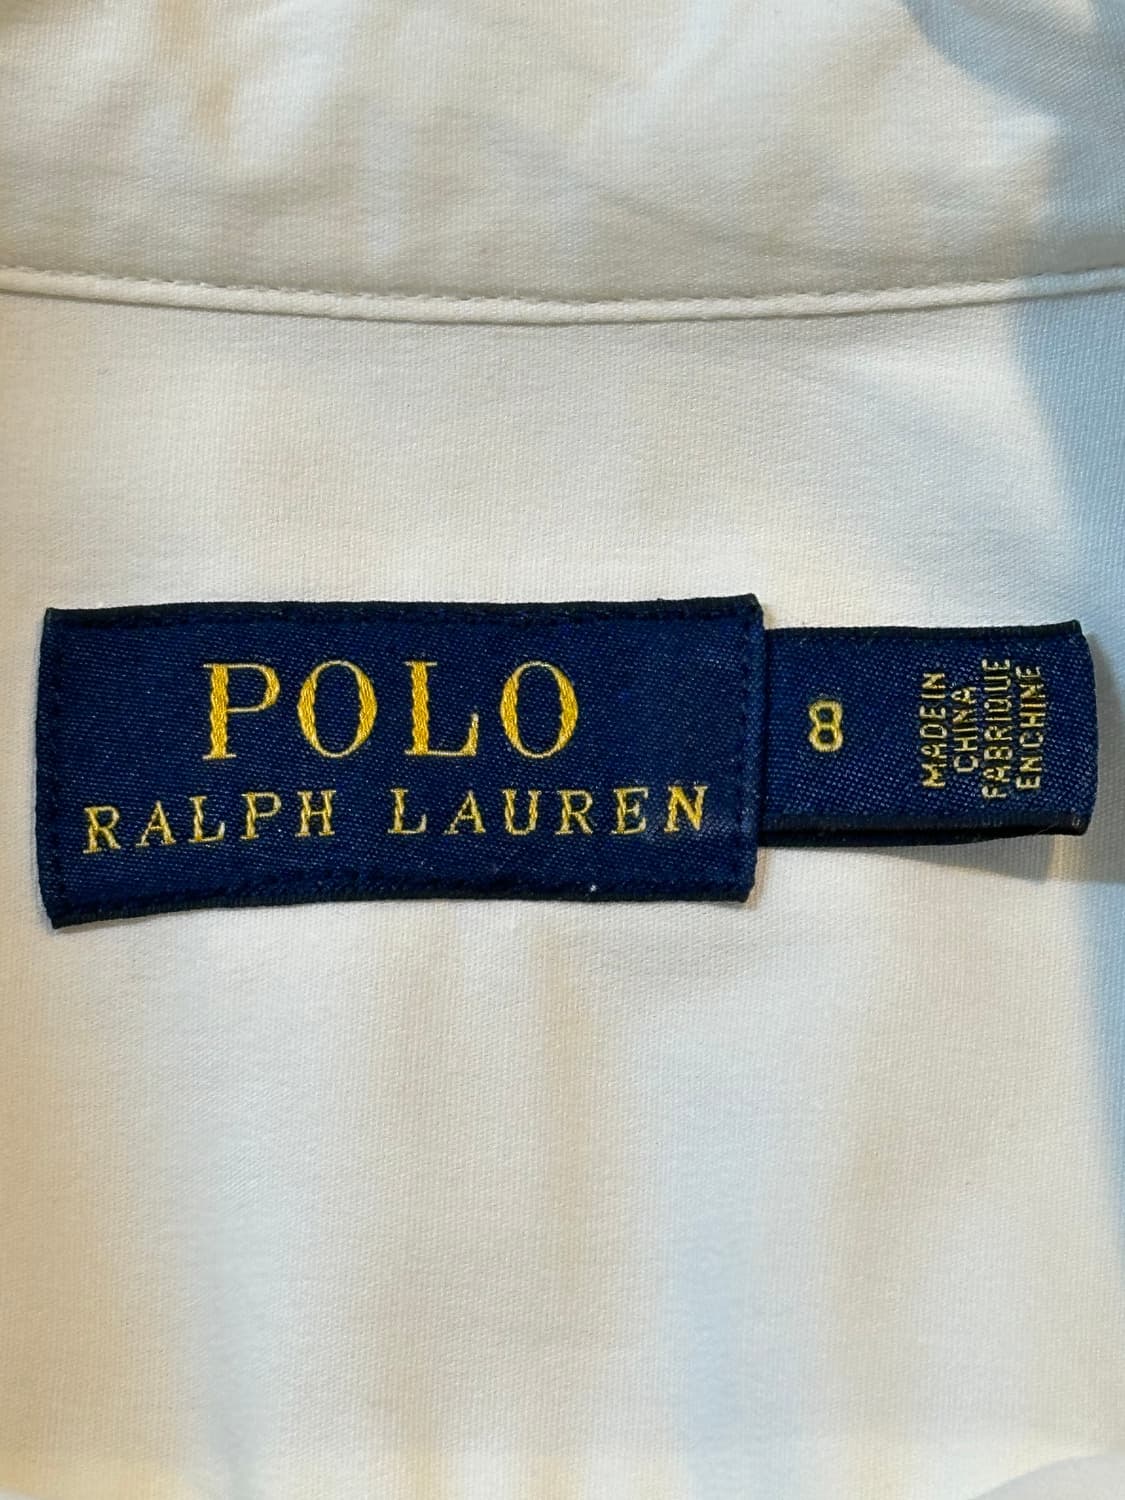 POLO
RALPH LAUREN
8
MADE IN
CHINA
FABRIQUE
EN CHINE